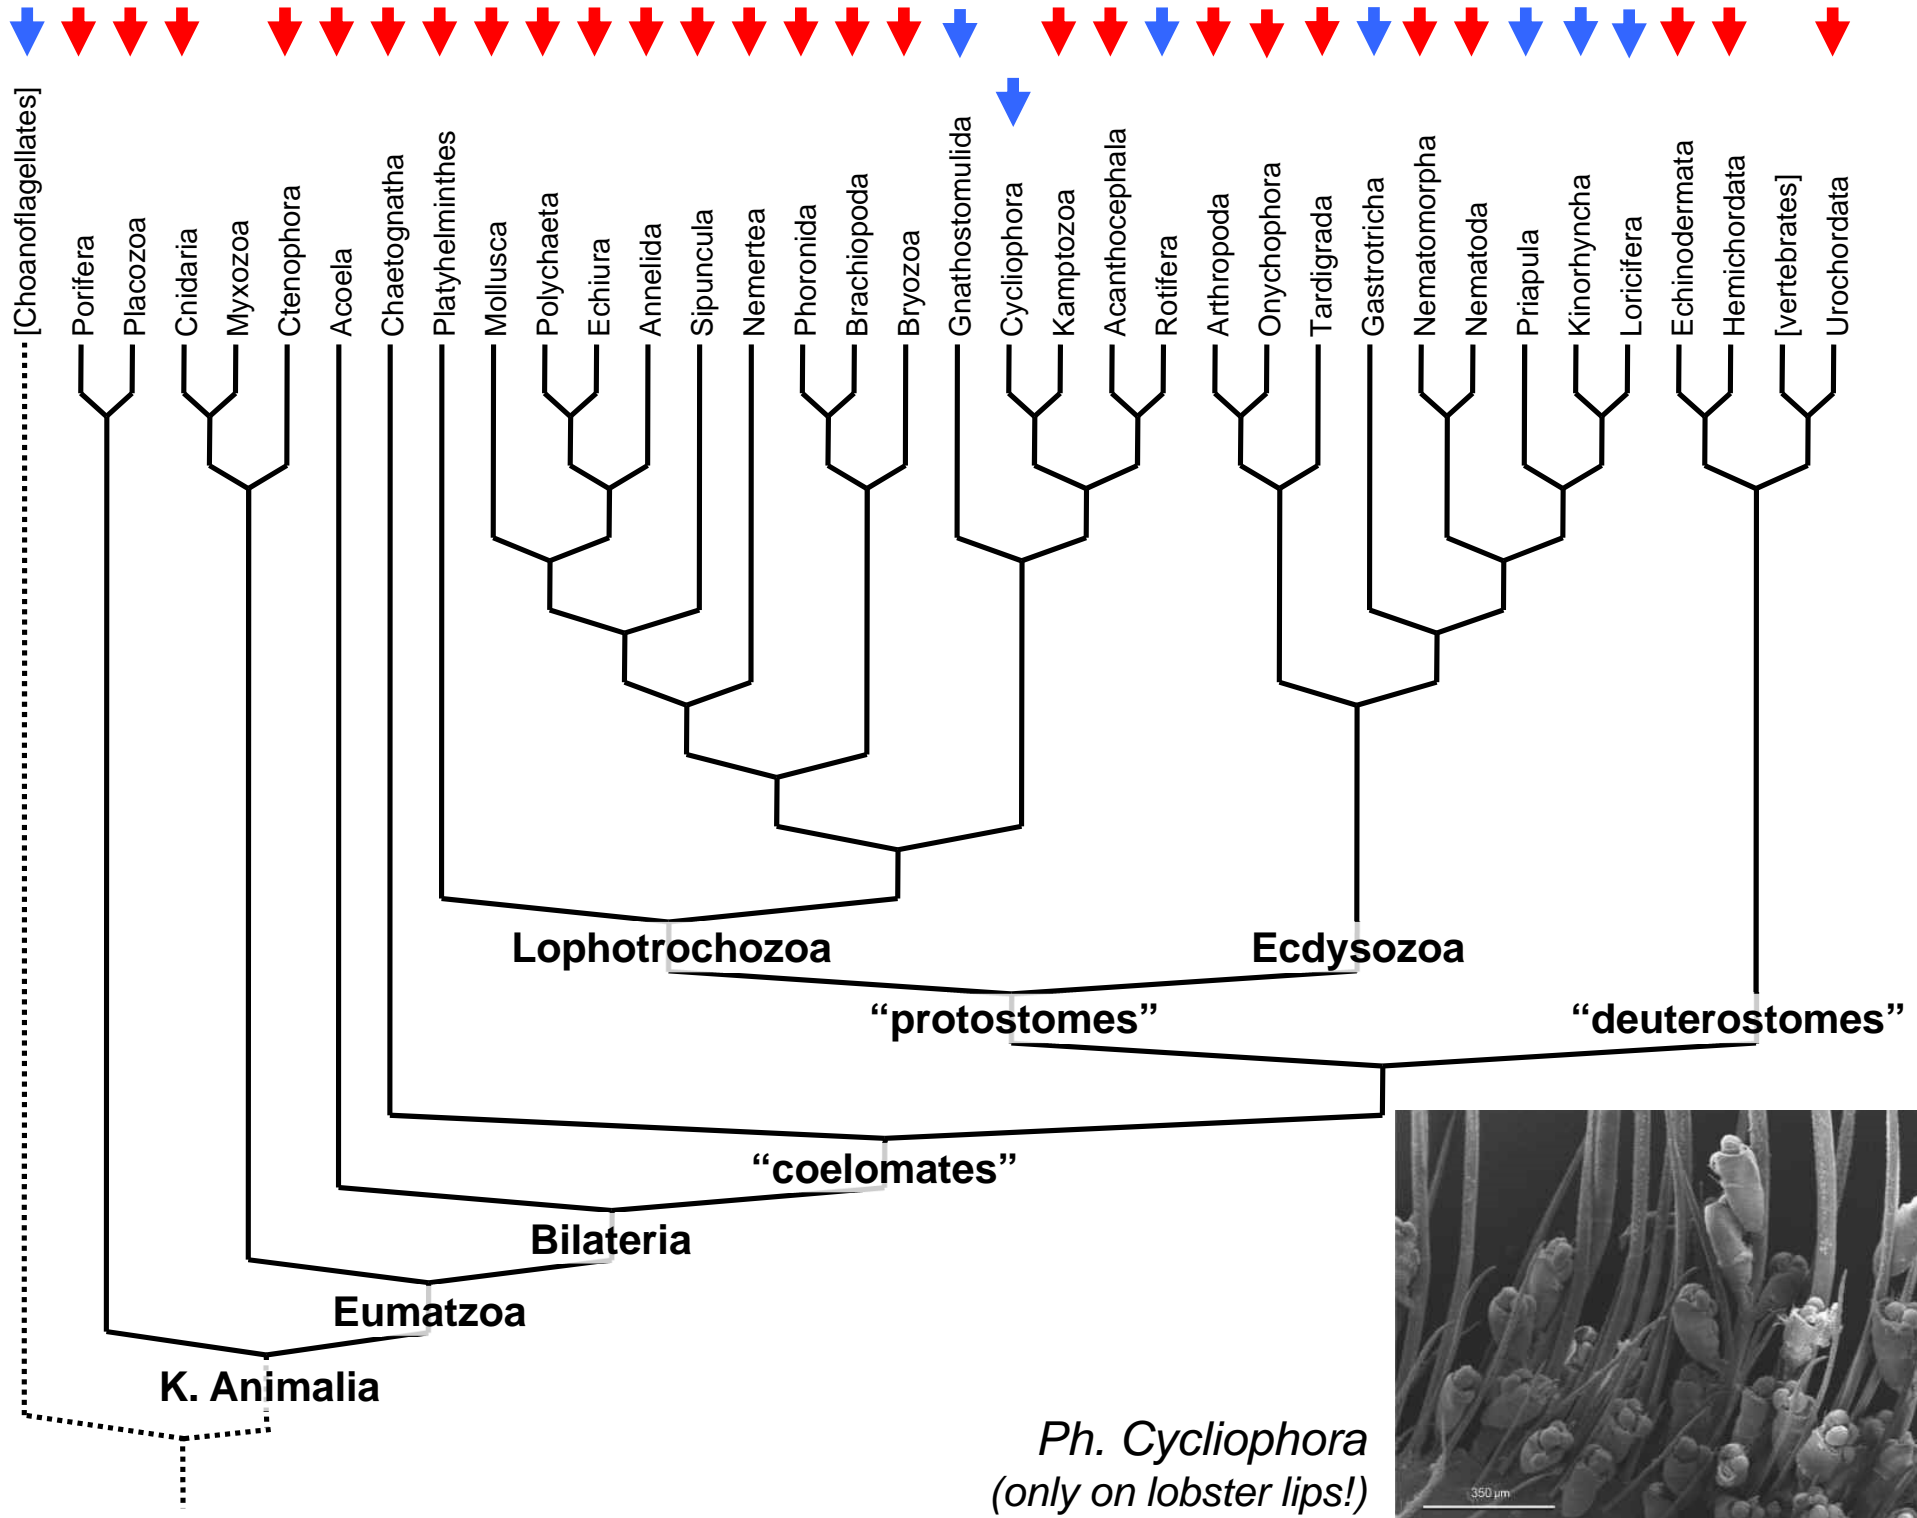 [Choanoflagellates]
Porifera
Placozoa
Cnidaria
Myxozoa
Ctenophora
Acoela
Chaetognatha
Platyhelminthes
Mollusca
Polychaeta
Echiura
Annelida
Sipuncula
Nemertea
Phoronida
Brachiopoda
Bryozoa
Gnathostomulida
Cycliophora
Kamptozoa
Acanthocephala
Rotifera
Arthropoda
Onychophora
Tardigrada
Gastrotricha
Nematomorpha
Nematoda
Priapula
Kinorhyncha
Loricifera
Echinodermata
Hemichordata
[vertebrates]
Urochordata
Lophotrochozoa
Ecdysozoa
“protostomes”
“deuterostomes”
“coelomates”
Bilateria
Eumatzoa
K. Animalia
Ph. Cycliophora
(only on lobster lips!)
350 µm